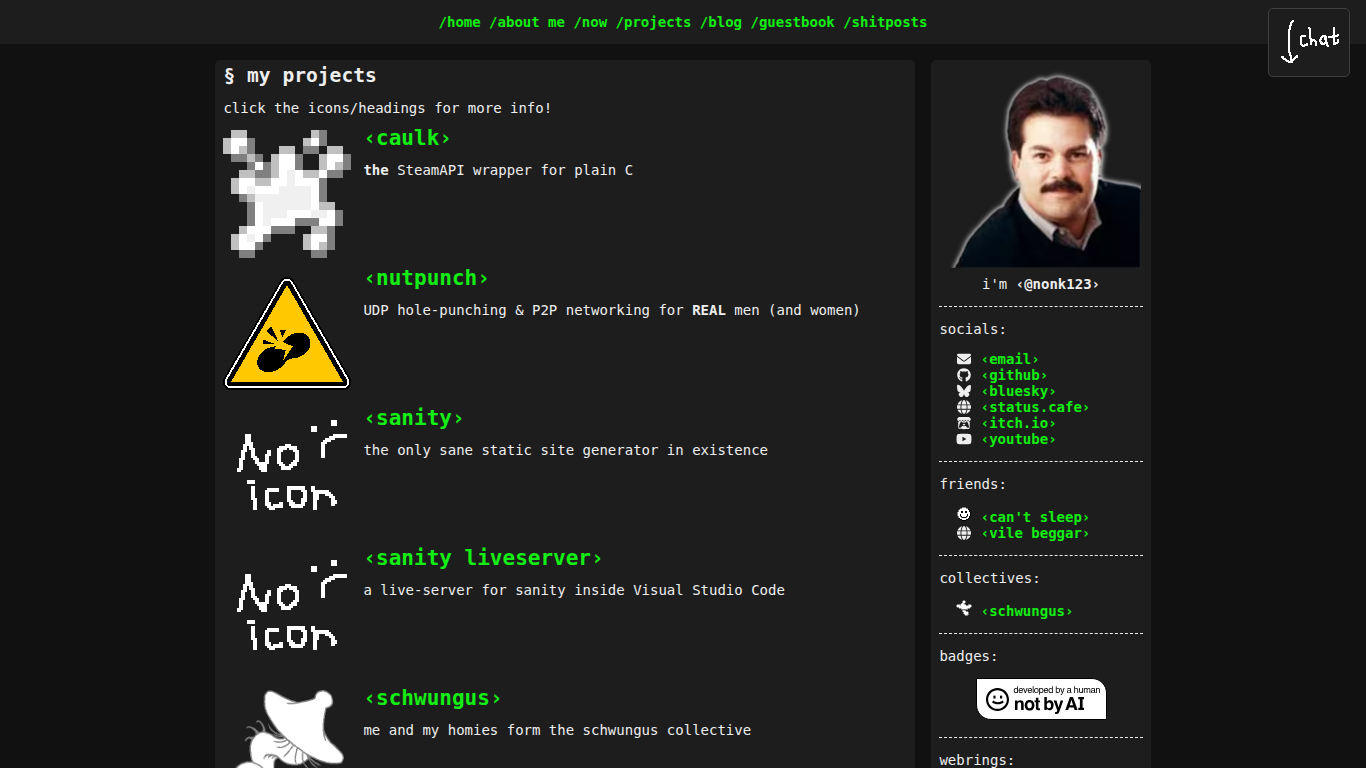 /home /about me /now /projects /blog /guestbook /shitposts
chat
§ my projects
click the icons/headings for more info!
‹caulk›
the SteamAPI wrapper for plain C
‹nutpunch›
UDP hole-punching & P2P networking for REAL men (and women)
No
icon
‹sanity›
the only sane static site generator in existence
No
icon
‹sanity liveserver›
a live-server for sanity inside Visual Studio Code
‹schwungus›
me and my homies form the schwungus collective
i'm ‹@nonk123›
socials:
‹email›
‹github›
‹bluesky›
‹status.cafe›
‹itch.io›
‹youtube›
friends:
‹can't sleep›
‹vile beggar›
collectives:
‹schwungus›
badges:
developed by a human
not by AI
webrings: